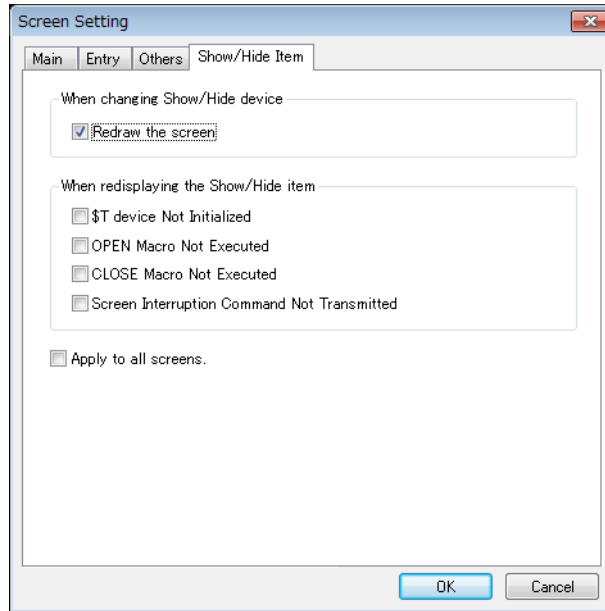 Screen Setting
Main Entry Others Show/Hide Item
When changing Show/Hide device
Redraw the screen
When redisplaying the Show/Hide item
$T device Not Initialized
OPEN Macro Not Executed
CLOSE Macro Not Executed
Screen Interruption Command Not Transmitted
Apply to all screens.
OK Cancel